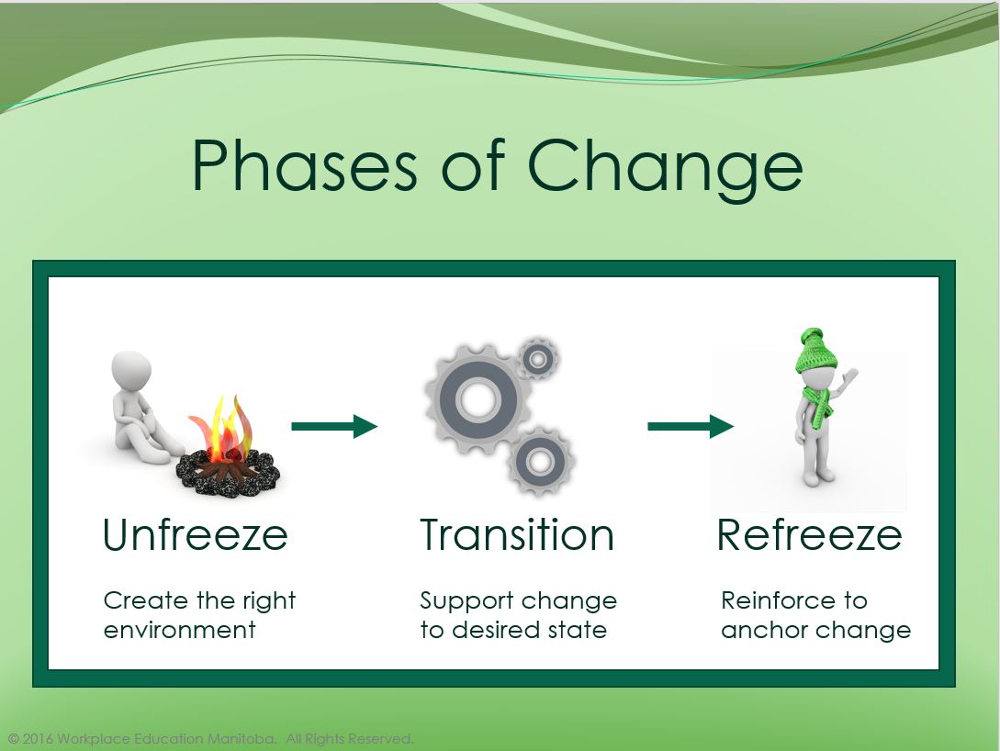 Phases of Change
Unfreeze
Create the right
environment
Transition
Support change
to desired state
Refreeze
Reinforce to
anchor change
© 2016 Workplace Education Manitoba.  All Rights Reserved.